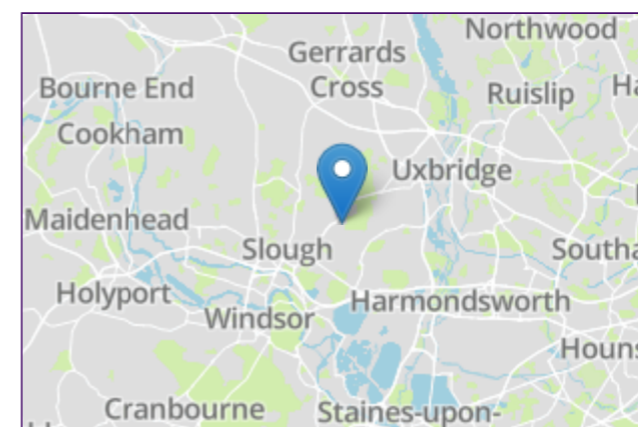 Northwood
Gerrards
Cross
Bourne End
Ruislip
Cookham
Uxbridge
Maidenhead
Slough
Holyport
Harmondsworth
Windsor
Cranbourne
Staines-upon-